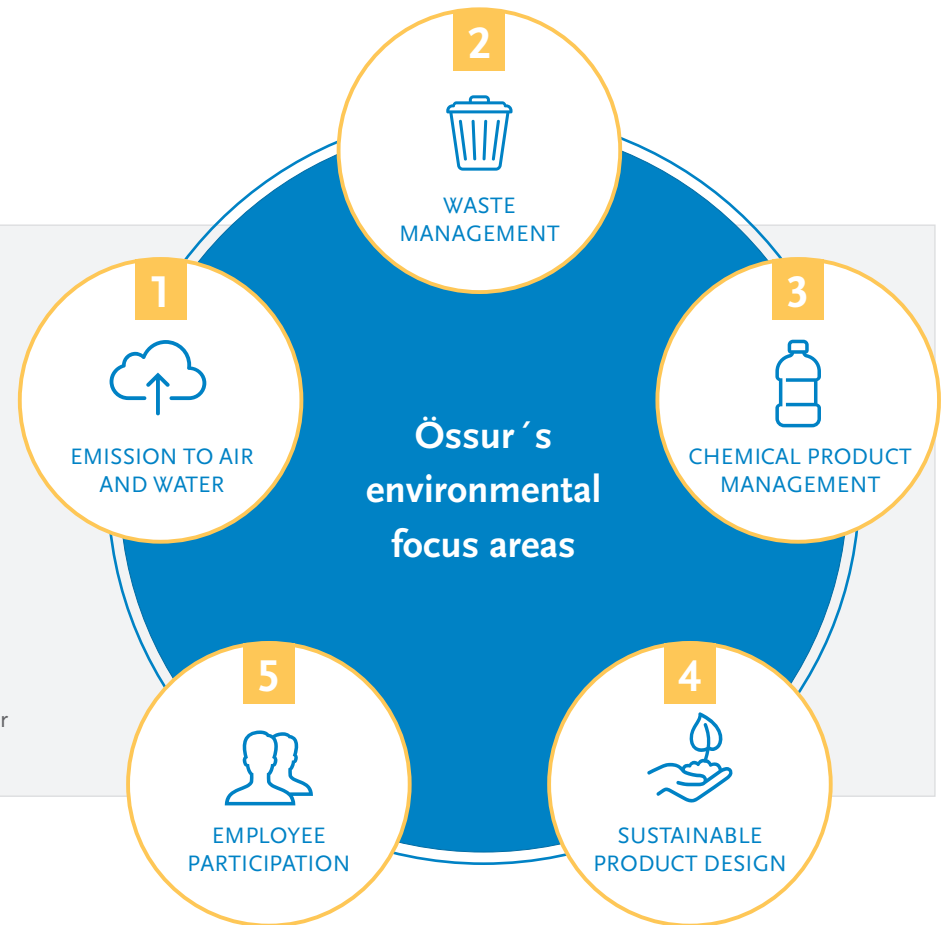 2
WASTE
MANAGEMENT
1
EMISSION TO AIR
AND WATER
3
CHEMICAL PRODUCT
MANAGEMENT
Össur´s
environmental
focus areas
5
EMPLOYEE
PARTICIPATION
4
SUSTAINABLE
PRODUCT DESIGN
r